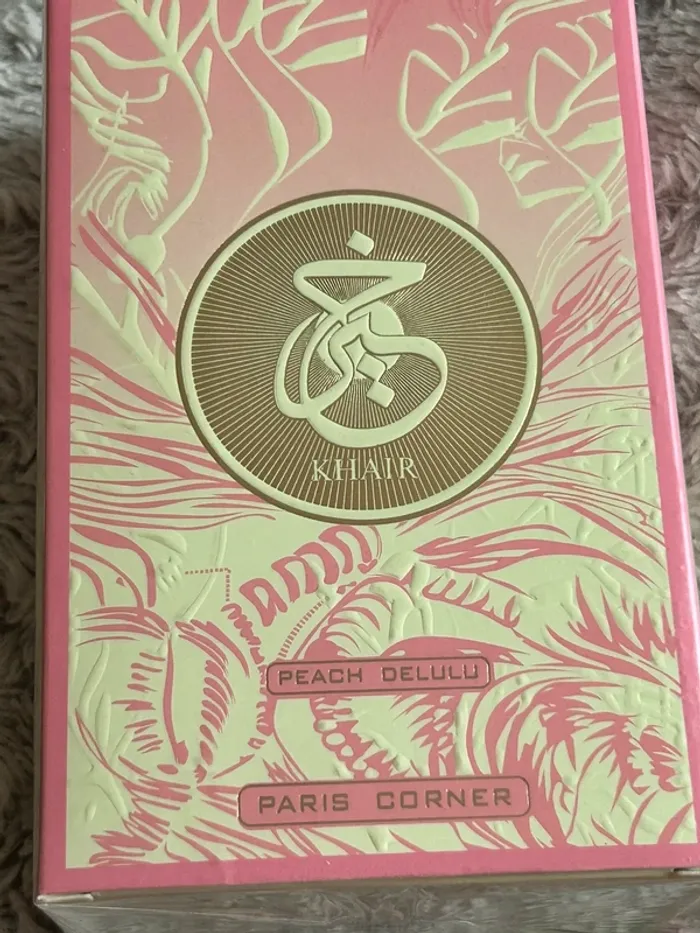 خير
KHAIR
PEACH DELULU
PARIS CORNER